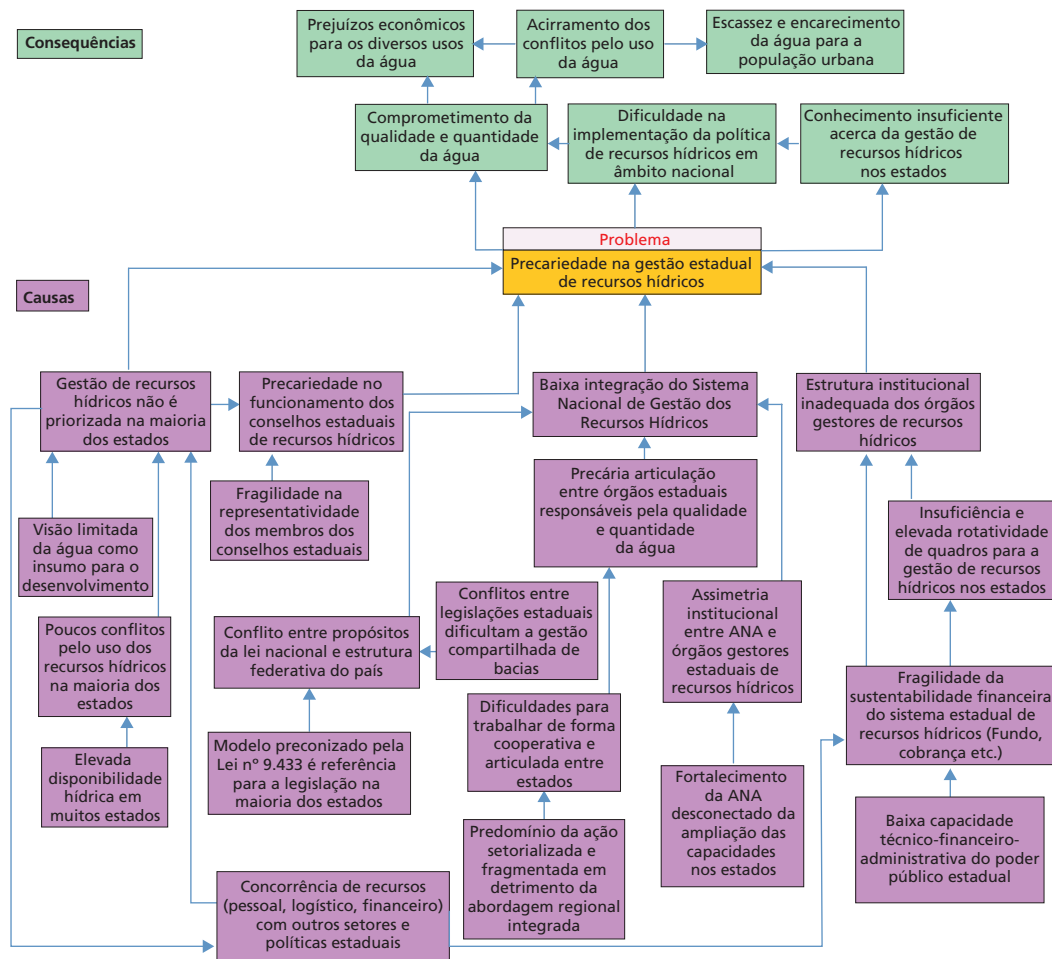 Consequências
Prejuízos econômicos
para os diversos usos
da água
Acirramento dos
conflitos pelo uso
da água
Escassez e encarecimento
da água para a
população urbana
Comprometimento da
qualidade e quantidade
da água
Dificuldade na
implementação da política
de recursos hídricos em
âmbito nacional
Conhecimento insuficiente
acerca da gestão de
recursos hídricos
nos estados
Problema
Precariedade na gestão estadual
de recursos hídricos
Causas
Gestão de recursos
hídricos não é
priorizada na maioria
dos estados
Precariedade no
funcionamento dos
conselhos estaduais
de recursos hídricos
Baixa integração do Sistema
Nacional de Gestão dos
Recursos Hídricos
Estrutura institucional
inadequada dos órgãos
gestores de recursos
hídricos
Visão limitada
da água como
insumo para o
desenvolvimento
Fragilidade na
representatividade
dos membros dos
conselhos estaduais
Precária articulação
entre órgãos estaduais
responsáveis pela qualidade
e quantidade
da água
Insuficiência e
elevada rotatividade
de quadros para a
gestão de recursos
hídricos nos estados
Poucos conflitos
pelo uso dos
recursos hídricos
na maioria dos
estados
Conflito entre propósitos
da lei nacional e estrutura
federativa do país
Conflitos entre
legislações estaduais
dificultam a gestão
compartilhada de
bacias
Assimetria
institucional
entre ANA e
órgãos gestores
estaduais de
recursos hídricos
Fragilidade da
sustentabilidade financeira
do sistema estadual de
recursos hídricos (Fundo,
cobrança etc.)
Elevada
disponibilidade
hídrica em
muitos estados
Modelo preconizado pela
Lei nº 9.433 é referência
para a legislação na
maioria dos estados
Dificuldades para
trabalhar de forma
cooperativa e
articulada entre
estados
Fortalecimento
da ANA
desconectado da
ampliação das
capacidades
nos estados
Baixa capacidade
técnico-financeiro-
administrativa do poder
público estadual
Concorrência de recursos
(pessoal, logístico, financeiro)
com outros setores e
políticas estaduais
Predomínio da ação
setorializada e
fragmentada em
detrimento da
abordagem regional
integrada